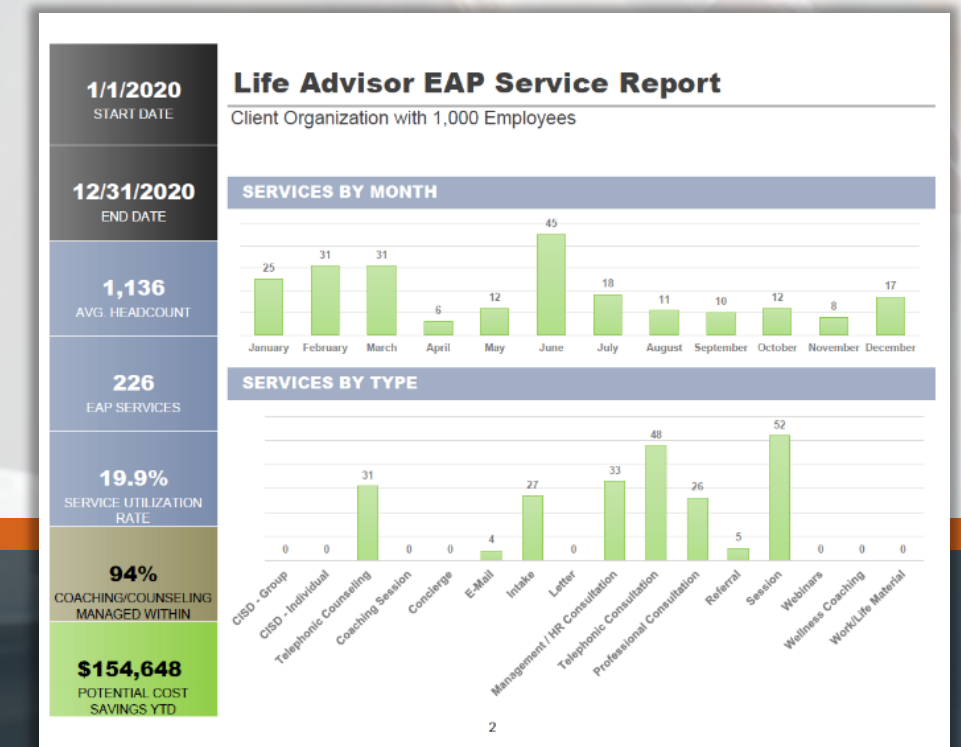 1/1/2020
START DATE
12/31/2020
END DATE
1,136
AVG. HEADCOUNT
226
EAP SERVICES
19.9%
SERVICE UTILIZATION
RATE
94%
COACHING/COUNSELING
MANAGED WITHIN
$154,648
POTENTIAL COST
SAVINGS YTD
Life Advisor EAP Service Report
Client Organization with 1,000 Employees
SERVICES BY MONTH
25 31 31 6 12 45 18 11 10 12 8 17
January February March April May June July August September October November December
SERVICES BY TYPE
0 0 31 0 0 4 27 0 33 48 26 5 52 0 0 0
CISD - Group
CISD - Individual
Telephonic Counseling
Coaching Session
Concierge
E-Mail
Intake
Letter
Management / HR Consultation
Telephonic Consultation
Professional Consultation
Referral
Session
Webinars
Wellness Coaching
Work/Life Material
2